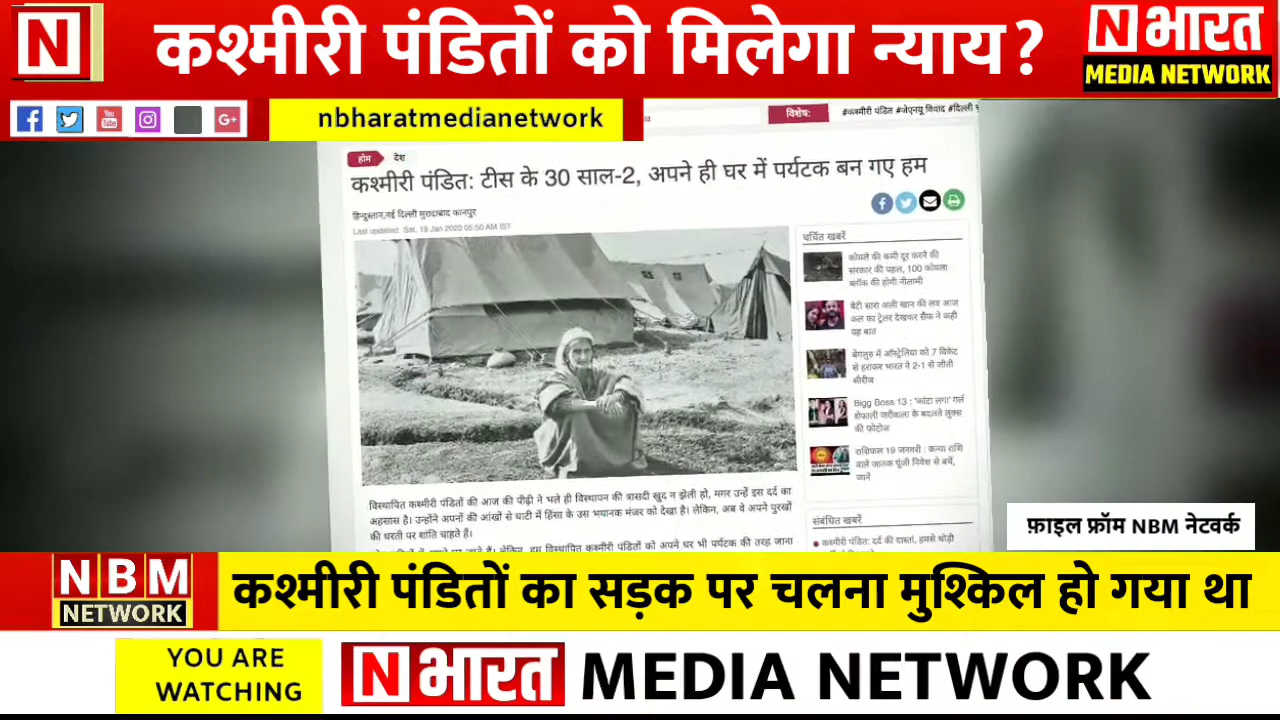 N
कश्मीरी पंडितों को मिलेगा न्याय?
N भारत
MEDIA NETWORK
nbharatmedianetwork
विशेष:
#कश्मीरी पंडित #जेएनयू विवाद #दिल्ली
होम देश
कश्मीरी पंडित: टीस के 30 साल-2, अपने ही घर में पर्यटक बन गए हम
हिन्दुस्तान,नई दिल्ली मुरादाबाद कानपुर
Last updated: Sat, 18 Jan 2020 05:50 AM IST
चर्चित खबरें
कोयले की कमी दूर करने की
सरकार की पहल, 100 कोयला
ब्लॉक की होगी नीलामी
बेटी सारा अली खान की लव आज
कल का ट्रेलर देखकर सैफ ने कही
यह बात
बेंगलुरु में ऑस्ट्रेलिया को 7 विकेट
से हराकर भारत ने 2-1 से जीती
सीरीज
Bigg Boss 13 : 'कांटा लगा' गर्ल
शेफाली जरीवाला के बदलते लुक्स
की फोटोज
राशिफल 19 जनवरी : कन्या राशि
वाले जातक पूंजी निवेश से बचें,
जानें
विस्थापित कश्मीरी पंडितों की आज की पीढ़ी ने भले ही विस्थापन की त्रासदी खुद न झेली हो, मगर उन्हें इस दर्द का
अहसास है। उन्होंने अपनों की आंखों से घाटी में हिंसा के उस भयानक मंजर को देखा है। लेकिन, अब वे अपने पुरखों
की धरती पर शांति चाहते हैं।
संबंधित खबरें
कश्मीरी पंडित: दर्द की दास्तां, हमसे थोड़ी
फ़ाइल फ्रॉम NBM नेटवर्क
NBM
NETWORK
कश्मीरी पंडितों का सड़क पर चलना मुश्किल हो गया था
YOU ARE
WATCHING
N भारत MEDIA NETWORK